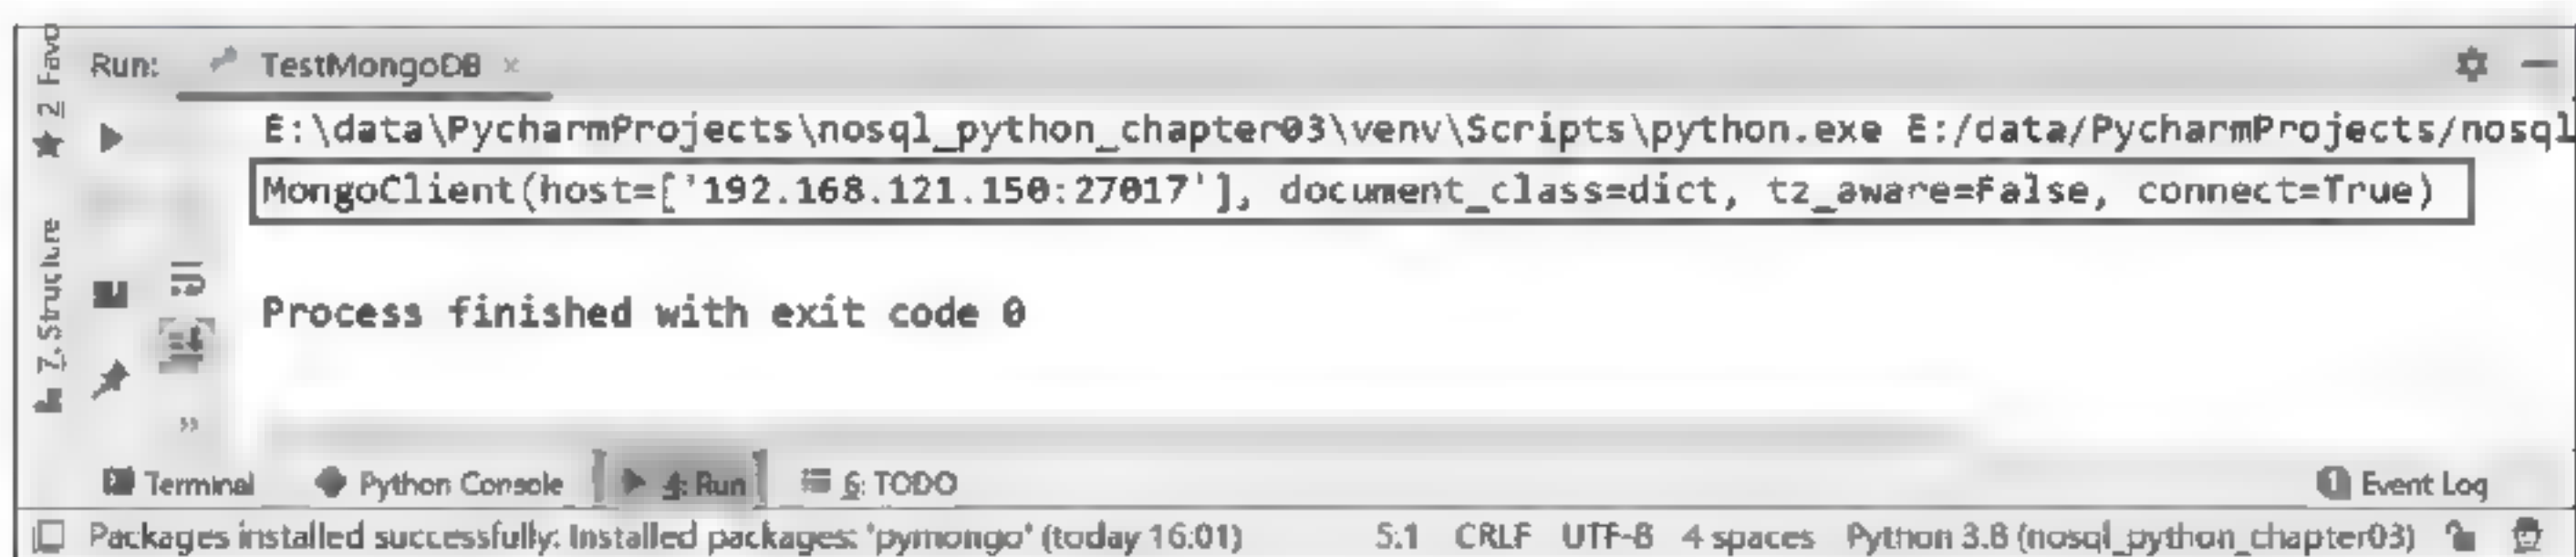 Run: TestMongoDB ×
2 Favo
E:\data\PycharmProjects\nosql_python_chapter03\venv\Scripts\python.exe E:/data/PycharmProjects/nosql
MongoClient(host=['192.168.121.150:27017'], document_class=dict, tz_aware=False, connect=True)
7. Structure
Process finished with exit code 0
»
Terminal Python Console 4: Run 6: TODO 1 Event Log
Packages installed successfully: Installed packages: 'pymongo' (today 16:01) 5:1 CRLF UTF-8 4 spaces Python 3.8 (nosql_python_chapter03)